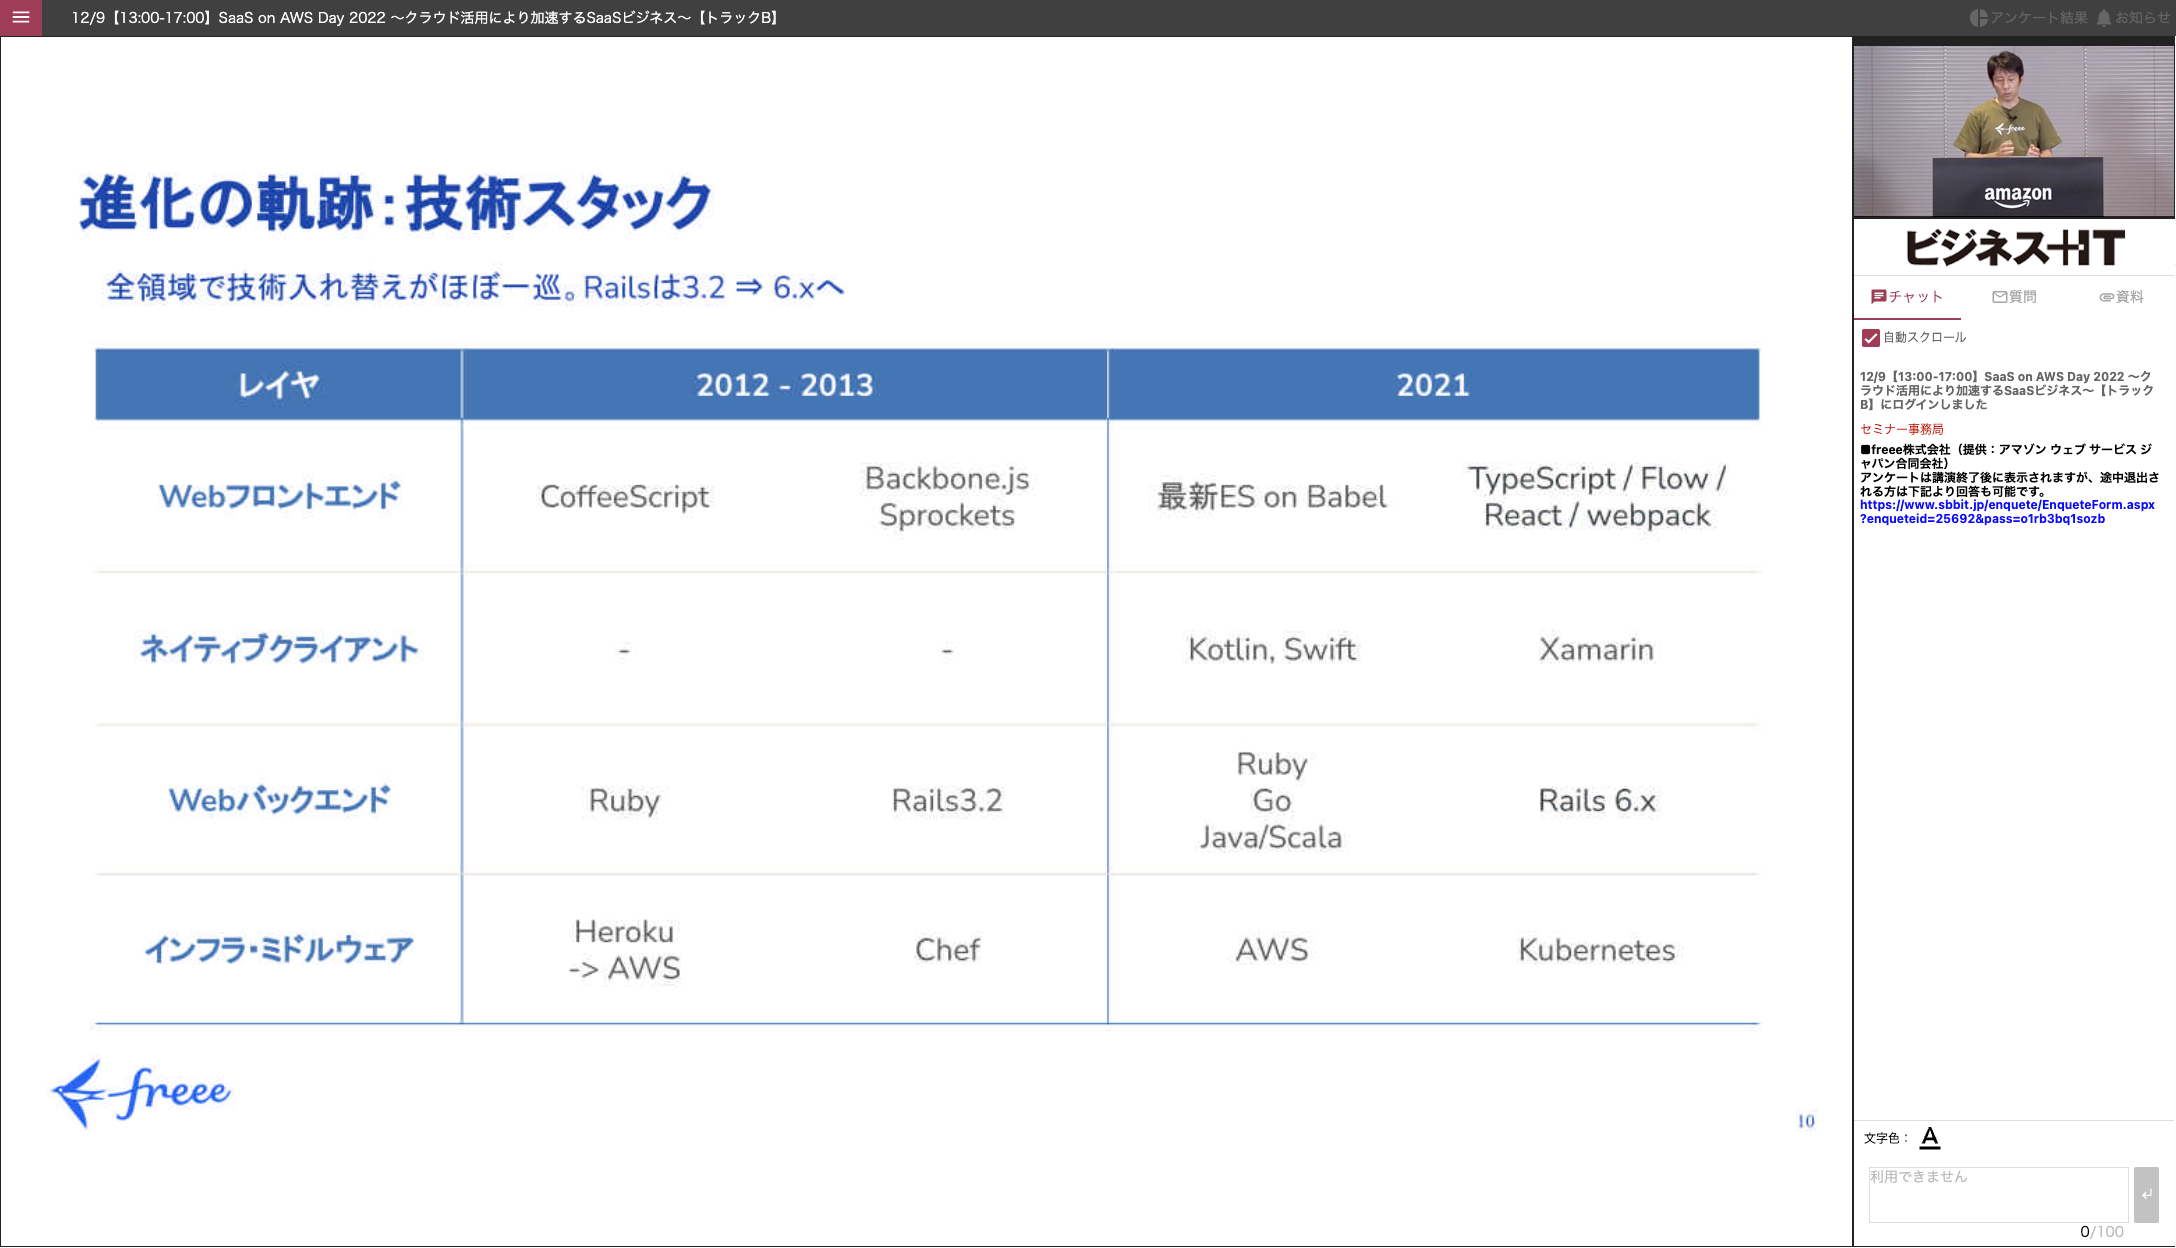 12/9【13:00-17:00】SaaS on AWS Day 2022 ～クラウド活用により加速するSaaSビジネス～【トラックB】
アンケート結果 お知らせ
進化の軌跡：技術スタック
全領域で技術入れ替えがほぼ一巡。Railsは3.2 ⇒ 6.xへ
レイヤ 2012 - 2013 2021
Webフロントエンド
CoffeeScript
Backbone.js
Sprockets
最新ES on Babel
TypeScript / Flow /
React / webpack
ネイティブクライアント - - Kotlin, Swift Xamarin
Webバックエンド
Ruby
Rails3.2
Ruby
Go
Java/Scala
Rails 6.x
インフラ・ミドルウェア
Heroku
-> AWS
Chef
AWS
Kubernetes
freee
10
freee
amazon
ビジネス+IT
チャット 質問 資料
自動スクロール
12/9【13:00-17:00】SaaS on AWS Day 2022 ～ク
ラウド活用により加速するSaaSビジネス～【トラック
B】にログインしました
セミナー事務局
■freee株式会社（提供：アマゾン ウェブ サービス ジ
ャパン合同会社）
アンケートは講演終了後に表示されますが、途中退出さ
れる方は下記より回答も可能です。
https://www.sbbit.jp/enquete/EnqueteForm.aspx
?enqueteid=25692&pass=o1rb3bq1sozb
文字色： A
利用できません
0/100